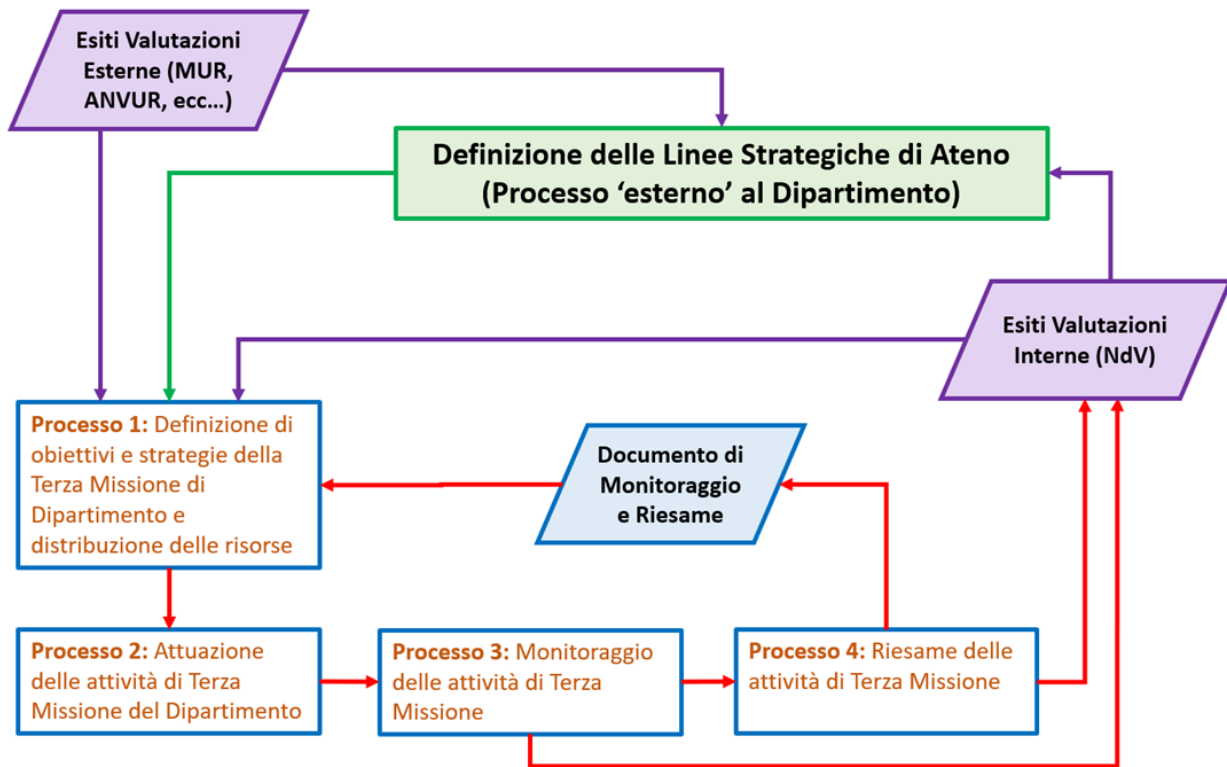 Esiti Valutazioni
Esterne (MUR,
ANVUR, ecc...)
Definizione delle Linee Strategiche di Ateno
(Processo ‘esterno’ al Dipartimento)
Esiti Valutazioni
Interne (NdV)
Processo 1: Definizione di
obiettivi e strategie della
Terza Missione di
Dipartimento e
distribuzione delle risorse
Documento di
Monitoraggio
e Riesame
Processo 2: Attuazione
delle attività di Terza
Missione del Dipartimento
Processo 3: Monitoraggio
delle attività di Terza
Missione
Processo 4: Riesame delle
attività di Terza Missione